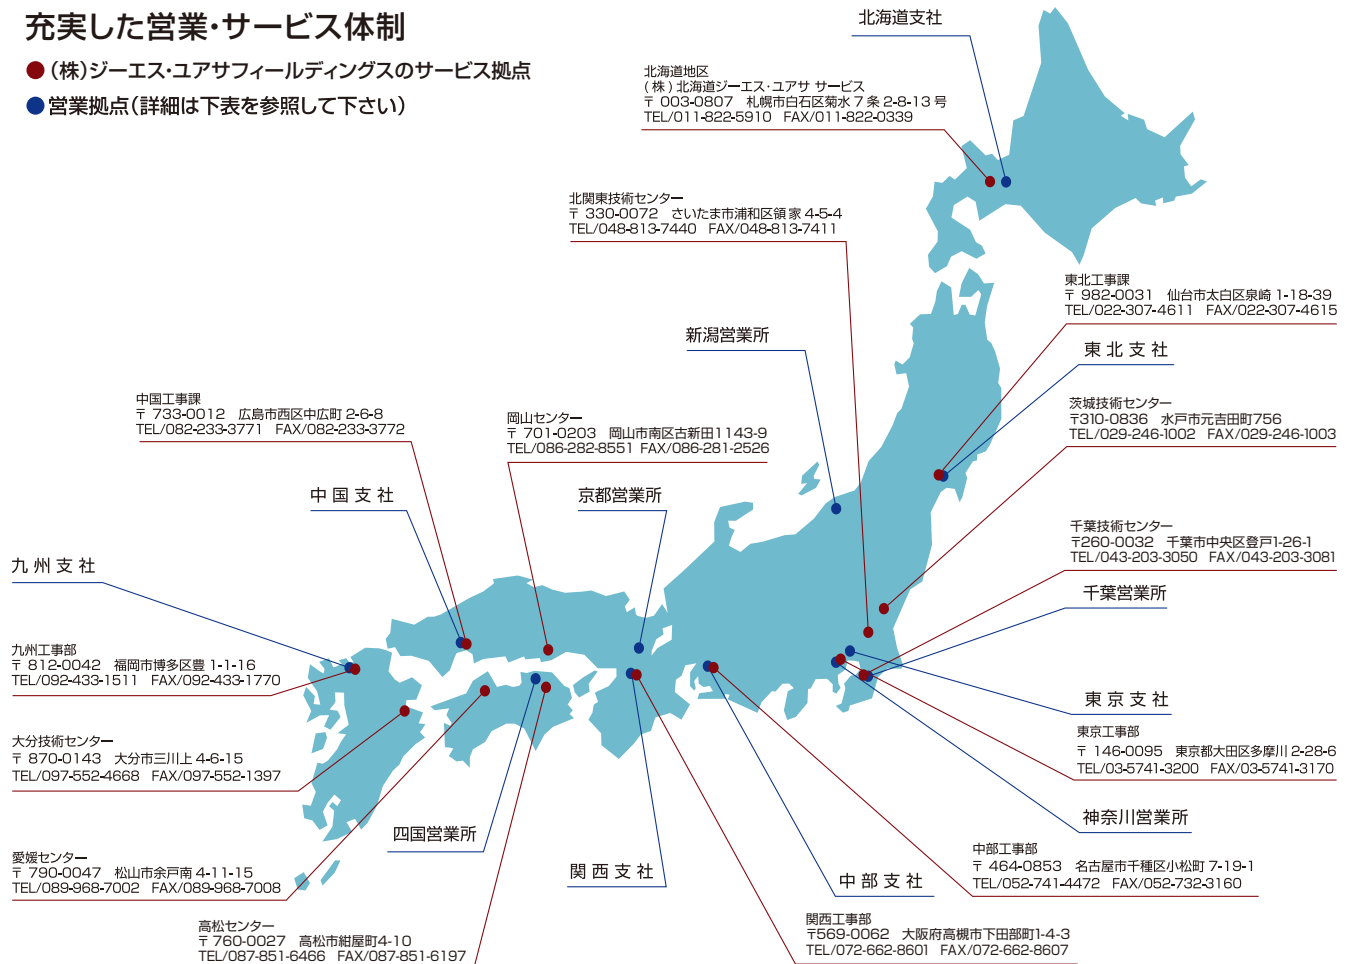 充実した営業・サービス体制
●(株)ジーエス・ユアサフィールディングスのサービス拠点
●営業拠点(詳細は下表を参照して下さい)
北海道支社
北海道地区
(株)北海道ジーエス・ユアサ サービス
〒 003-0807 札幌市白石区菊水 7 条 2-8-13 号
TEL/011-822-5910 FAX/011-822-0339
北関東技術センター
〒 330-0072 さいたま市浦和区領家 4-5-4
TEL/048-813-7440 FAX/048-813-7411
東北工事課
〒 982-0031 仙台市太白区泉崎 1-18-39
TEL/022-307-4611 FAX/022-307-4615
新潟営業所
東北支社
中国工事課
〒 733-0012 広島市西区中広町 2-6-8
TEL/082-233-3771 FAX/082-233-3772
岡山センター
〒 701-0203 岡山市南区古新田1143-9
TEL/086-282-8551 FAX/086-281-2526
茨城技術センター
〒310-0836 水戸市元吉田町756
TEL/029-246-1002 FAX/029-246-1003
中国支社
京都営業所
千葉技術センター
〒260-0032 千葉市中央区登戸1-26-1
TEL/043-203-3050 FAX/043-203-3081
九州支社
千葉営業所
九州工事部
〒 812-0042 福岡市博多区豊 1-1-16
TEL/092-433-1511 FAX/092-433-1770
東京支社
東京工事部
〒 146-0095 東京都大田区多摩川 2-28-6
TEL/03-5741-3200 FAX/03-5741-3170
大分技術センター
〒 870-0143 大分市三川上 4-6-15
TEL/097-552-4668 FAX/097-552-1397
神奈川営業所
四国営業所
関西支社
中部支社
中部工事部
〒 464-0853 名古屋市千種区小松町 7-19-1
TEL/052-741-4472 FAX/052-732-3160
愛媛センター
〒 790-0047 松山市余戸南 4-11-15
TEL/089-968-7002 FAX/089-968-7008
高松センター
〒760-0027 高松市紺屋町4-10
TEL/087-851-6466 FAX/087-851-6197
関西工事部
〒569-0062 大阪府高槻市下田部町1-4-3
TEL/072-662-8601 FAX/072-662-8607